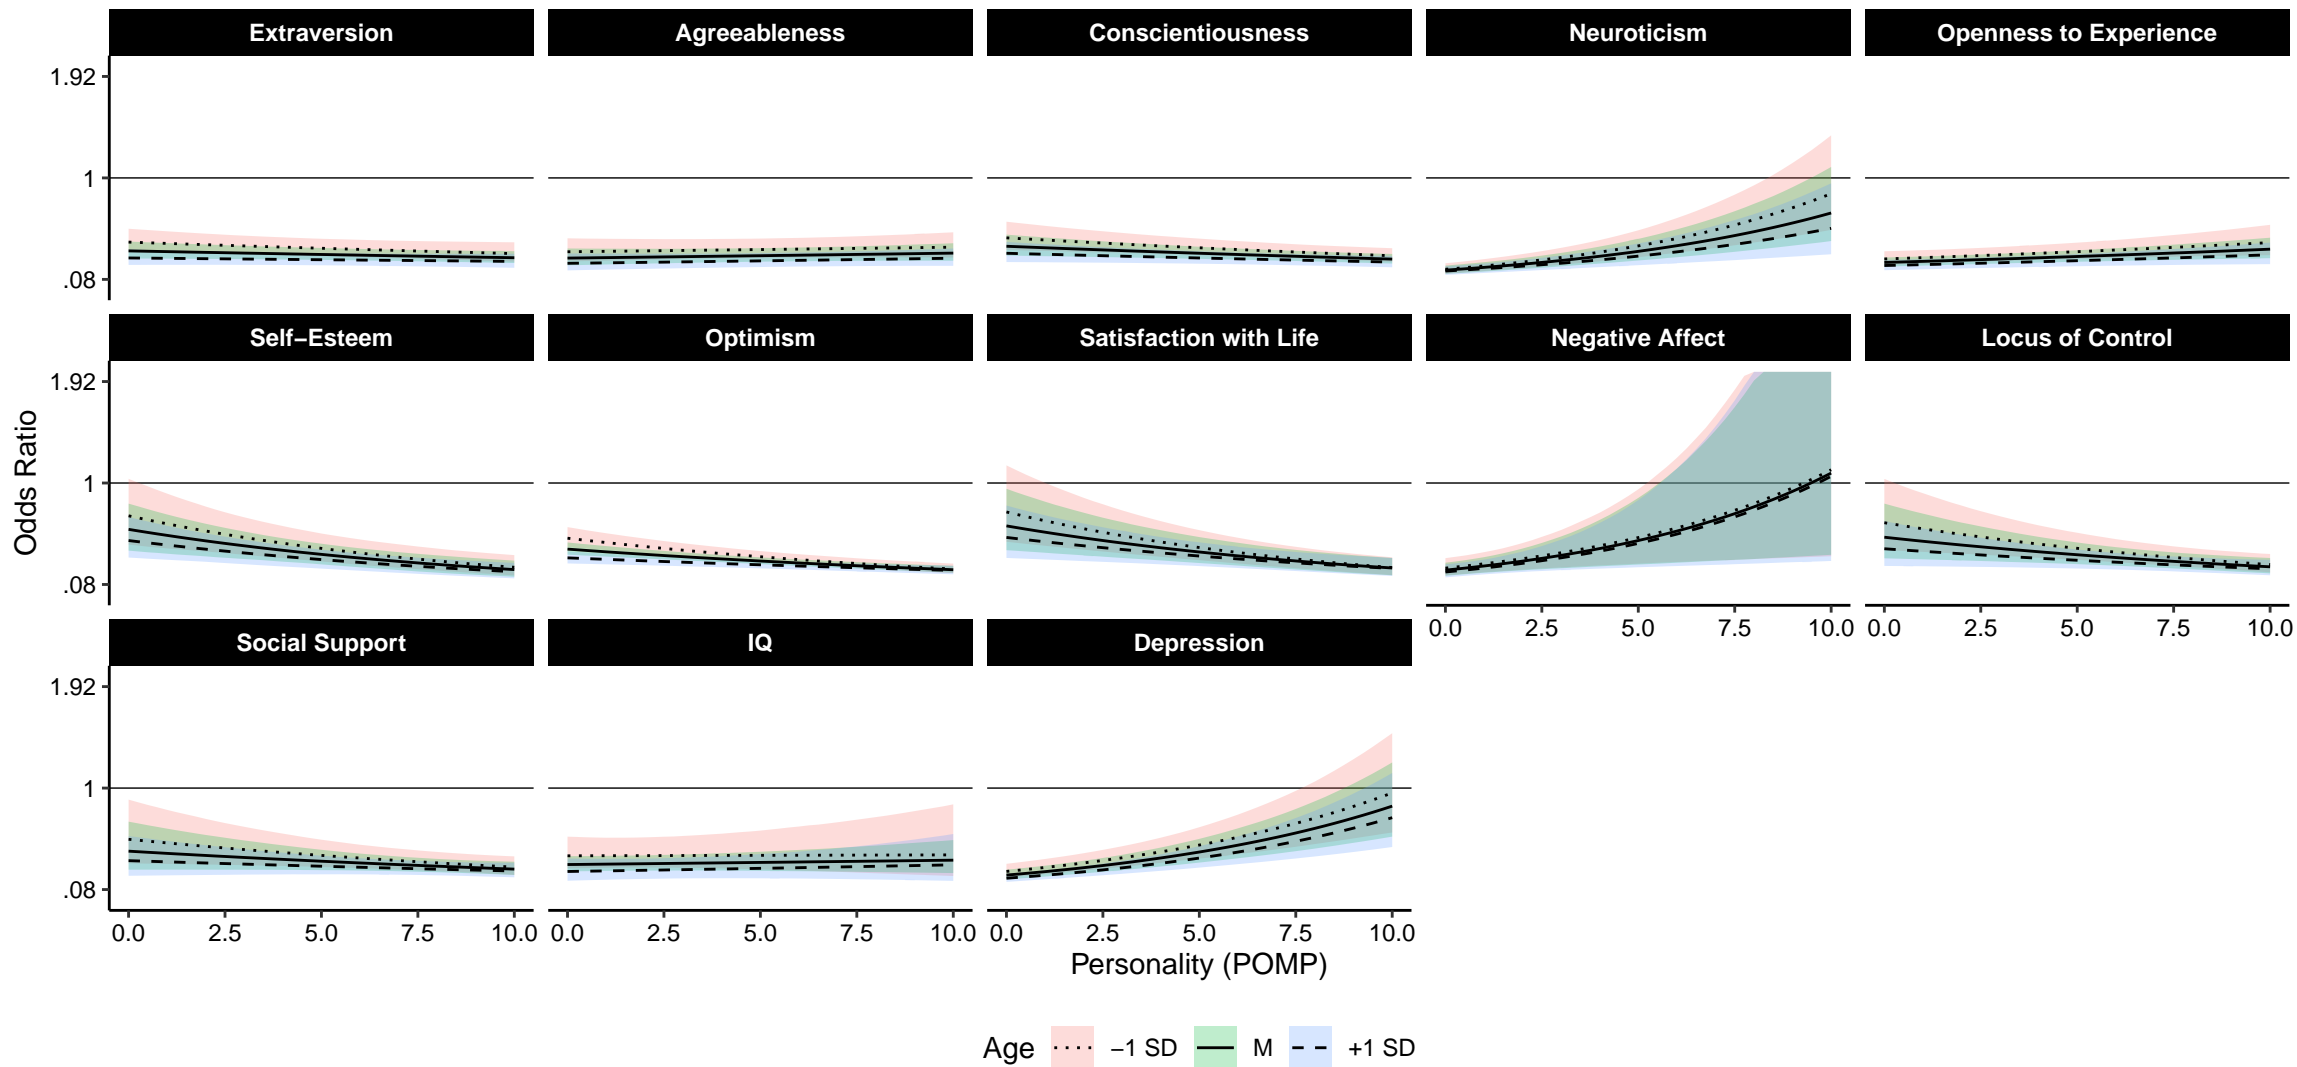 Extraversion Agreeableness Conscientiousness Neuroticism Openness to Experience
1.92
1
.08
Self−Esteem Optimism Satisfaction with Life Negative Affect Locus of Control
1.92
1
.08
0.0 2.5 5.0 7.5 10.0 0.0 2.5 5.0 7.5 10.0
Social Support IQ Depression
1.92
1
.08
0.0 2.5 5.0 7.5 10.0 0.0 2.5 5.0 7.5 10.0 0.0 2.5 5.0 7.5 10.0
Odds Ratio
Personality (POMP)
Age −1 SD M +1 SD